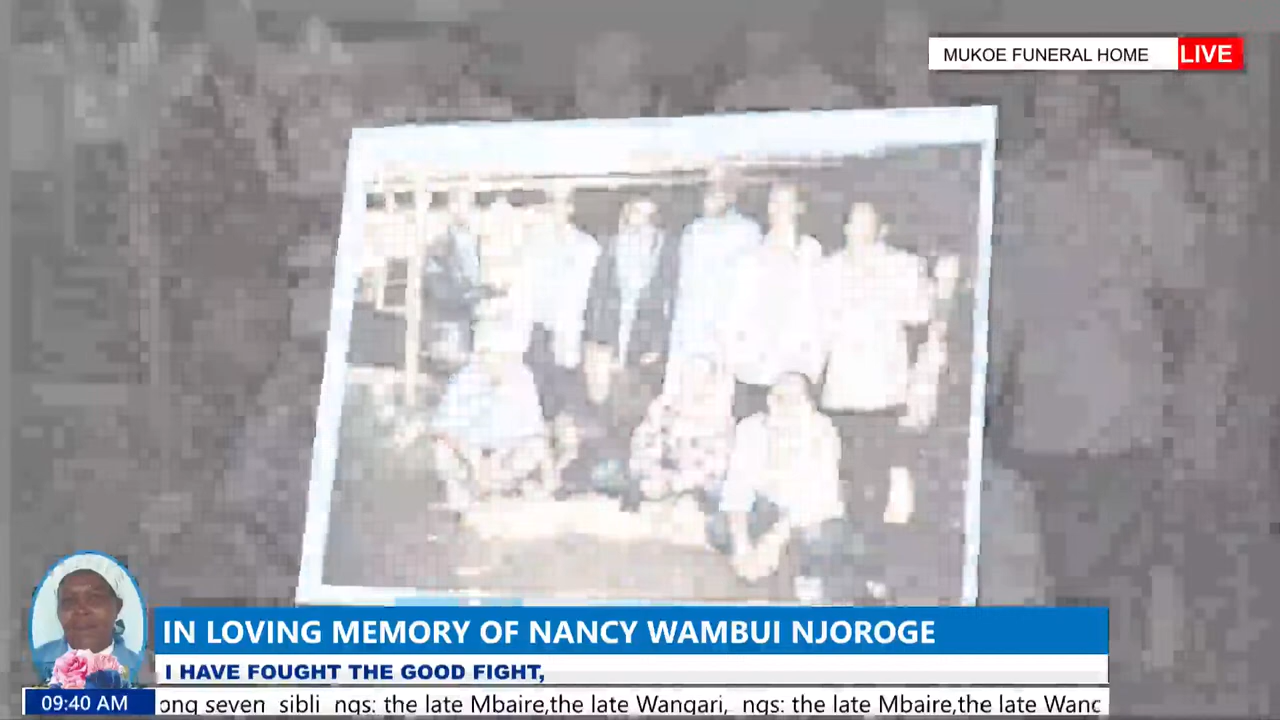 MUKOE FUNERAL HOME LIVE
IN LOVING MEMORY OF NANCY WAMBUI NJOROGE
I HAVE FOUGHT THE GOOD FIGHT,
09:40 AM
ong seven sibli ngs: the late Mbaire,the late Wangari, ngs: the late Mbaire,the late Wanc